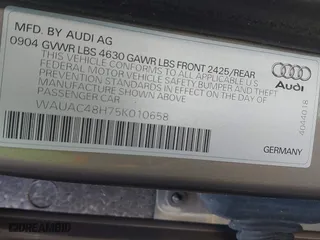 MFD. BY AUDI AG
0904 GVWR LBS 4630 GAWR LBS FRONT 2425/REAR
THIS VEHICLE CONFORMS TO ALL APPLICABLE U.S.
FEDERAL MOTOR VEHICLE SAFETY, BUMPER, AND
THEFT PREVENTION STANDARDS IN EFFECT ON THE
DATE OF MANUFACTURE SHOWN ABOVE
PASSENGER CAR
WAUAC48H75K010658
Audi
4044018
GERMANY